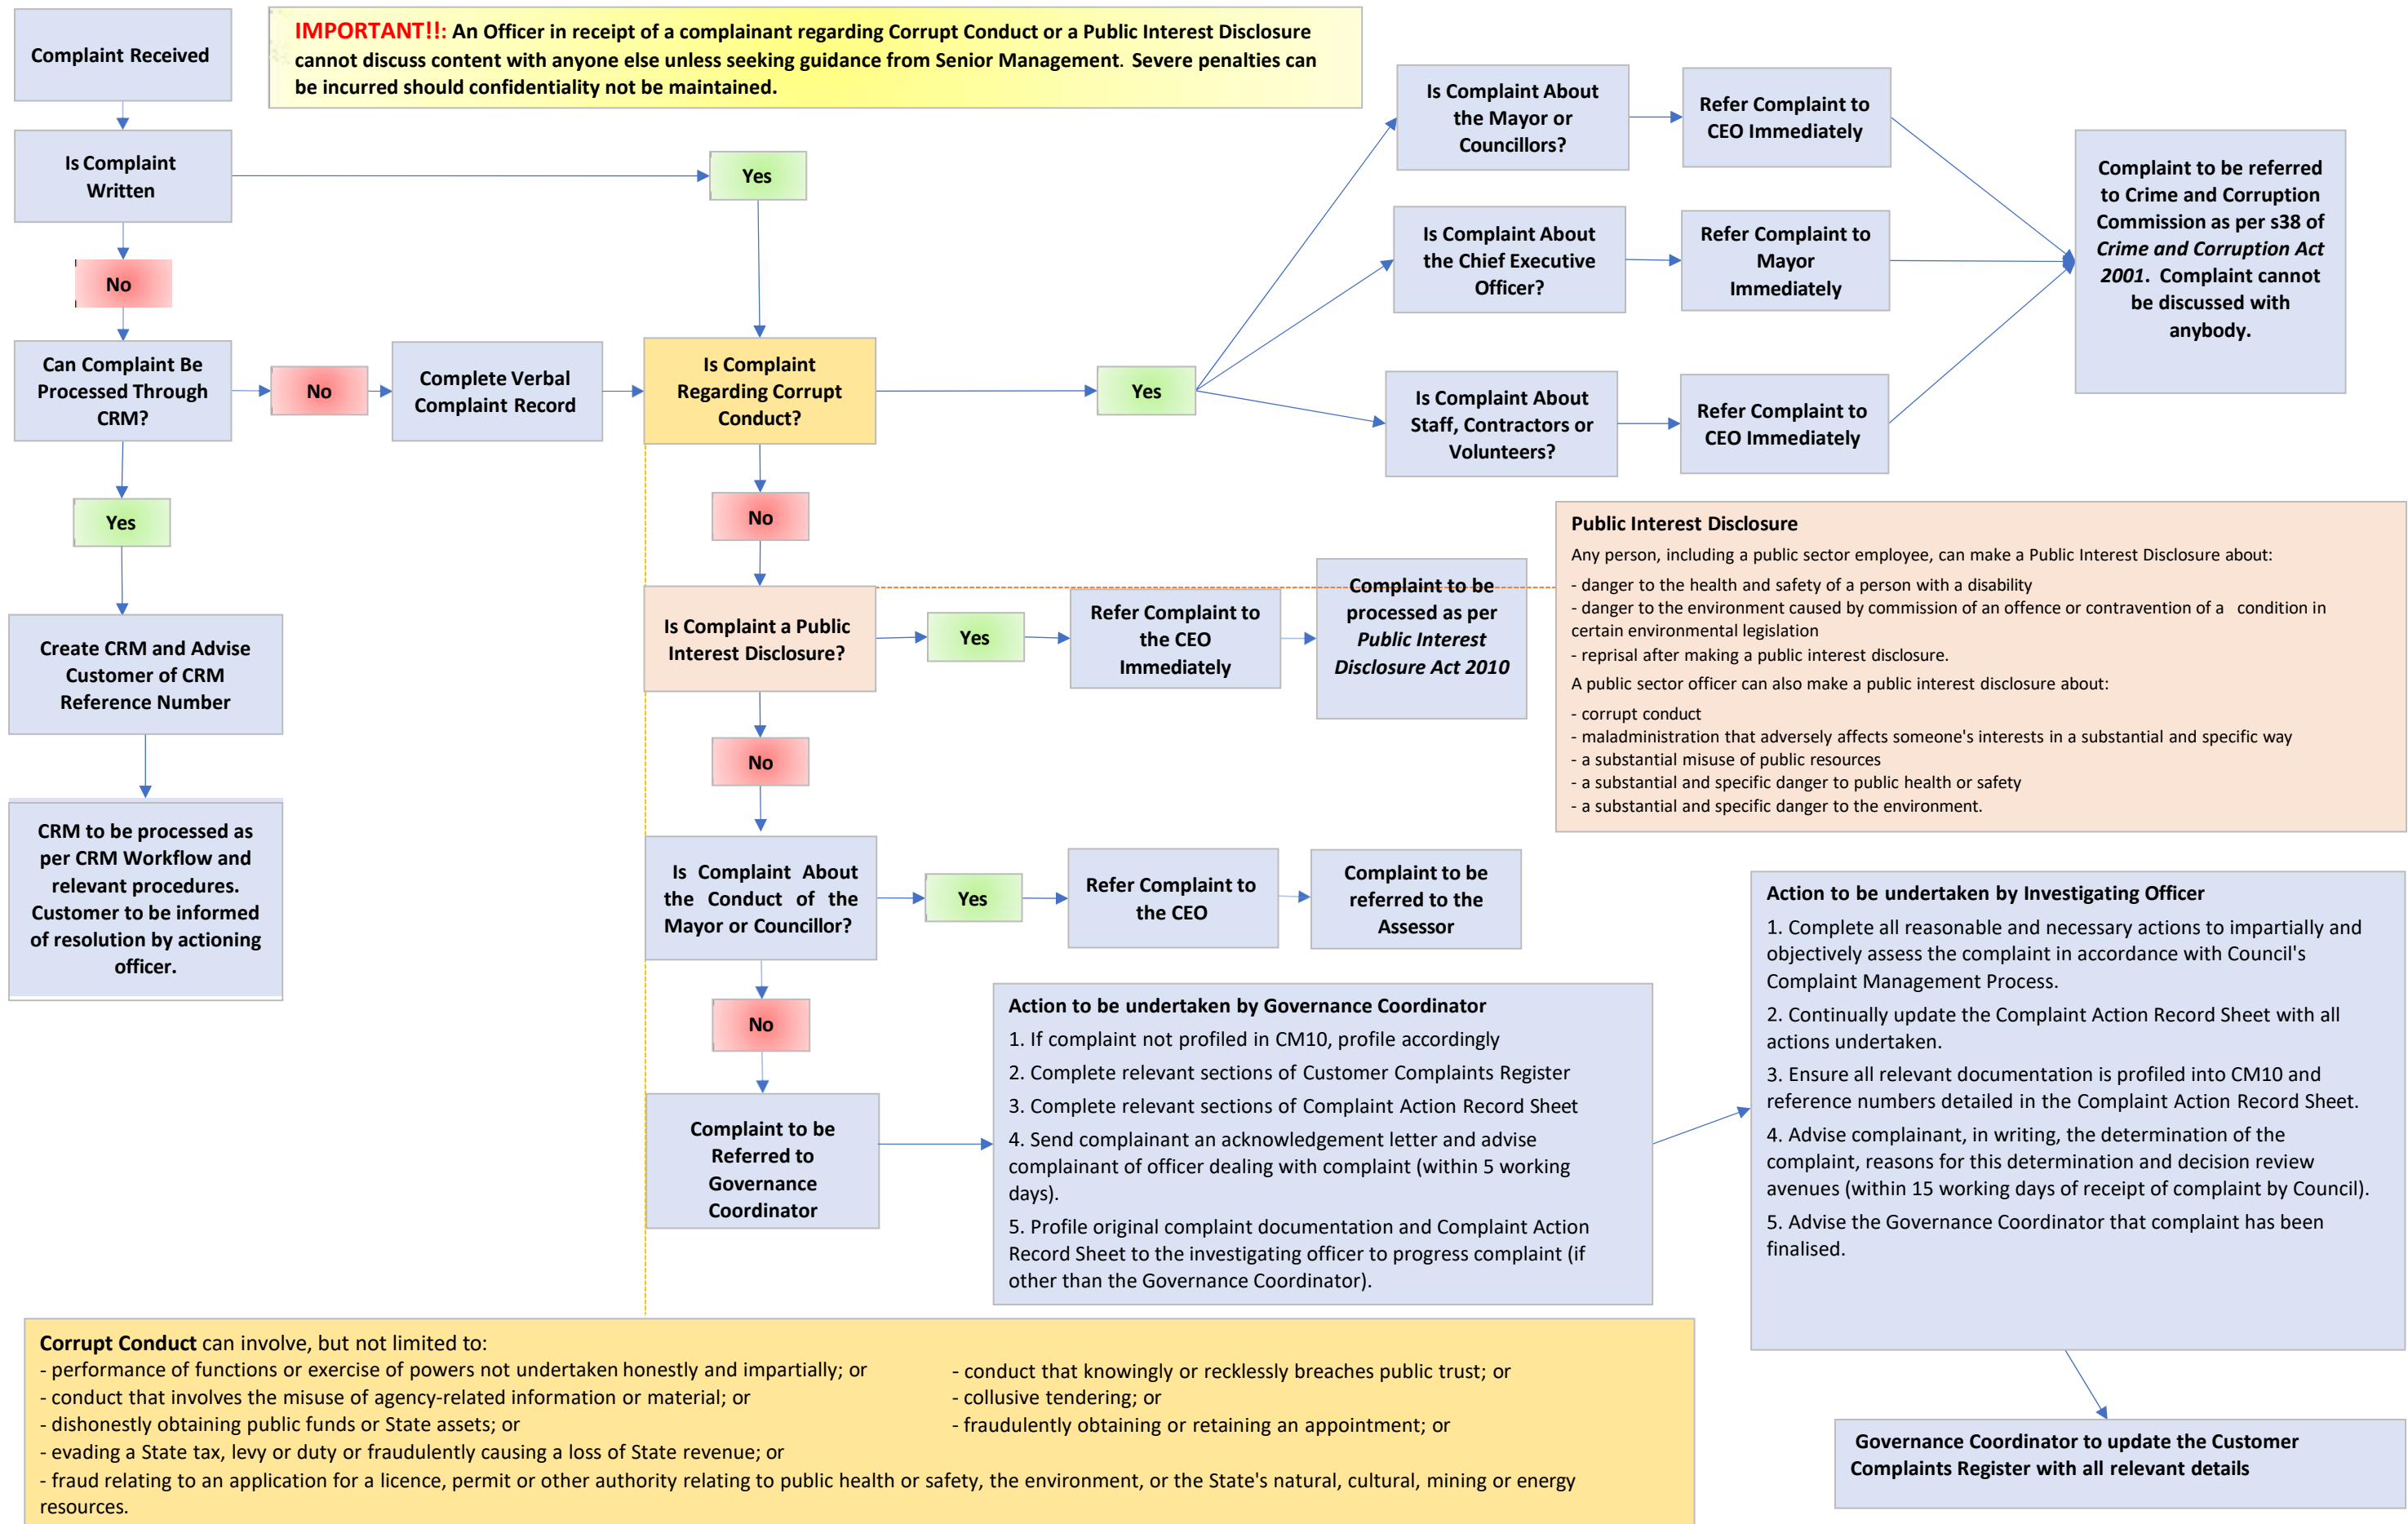 Complaint Received
IMPORTANT!!: An Officer in receipt of a complainant regarding Corrupt Conduct or a Public Interest Disclosure
cannot discuss content with anyone else unless seeking guidance from Senior Management. Severe penalties can
be incurred should confidentiality not be maintained.
Is Complaint
Written
Yes
No
Can Complaint Be
Processed Through
CRM?
No
Complete Verbal
Complaint Record
Yes
Create CRM and Advise
Customer of CRM
Reference Number
CRM to be processed as
per CRM Workflow and
relevant procedures.
Customer to be informed
of resolution by actioning
officer.
Is Complaint
Regarding Corrupt
Conduct?
Yes
Is Complaint About
the Mayor or
Councillors?
Refer Complaint to
CEO Immediately
Is Complaint About
the Chief Executive
Officer?
Refer Complaint to
Mayor
Immediately
Is Complaint About
Staff, Contractors or
Volunteers?
Refer Complaint to
CEO Immediately
Complaint to be referred
to Crime and Corruption
Commission as per s38 of
Crime and Corruption Act
2001. Complaint cannot
be discussed with
anybody.
No
Is Complaint a Public
Interest Disclosure?
Yes
Refer Complaint to
the CEO
Immediately
Complaint to be
processed as per
Public Interest
Disclosure Act 2010
Public Interest Disclosure
Any person, including a public sector employee, can make a Public Interest Disclosure about:
- danger to the health and safety of a person with a disability
- danger to the environment caused by commission of an offence or contravention of a condition in
certain environmental legislation
- reprisal after making a public interest disclosure.
A public sector officer can also make a public interest disclosure about:
- corrupt conduct
- maladministration that adversely affects someone's interests in a substantial and specific way
- a substantial misuse of public resources
- a substantial and specific danger to public health or safety
- a substantial and specific danger to the environment.
No
Is Complaint About
the Conduct of the
Mayor or Councillor?
Yes
Refer Complaint to
the CEO
Complaint to be
referred to the
Assessor
No
Complaint to be
Referred to
Governance
Coordinator
Action to be undertaken by Governance Coordinator
1. If complaint not profiled in CM10, profile accordingly
2. Complete relevant sections of Customer Complaints Register
3. Complete relevant sections of Complaint Action Record Sheet
4. Send complainant an acknowledgement letter and advise
complainant of officer dealing with complaint (within 5 working
days).
5. Profile original complaint documentation and Complaint Action
Record Sheet to the investigating officer to progress complaint (if
other than the Governance Coordinator).
Action to be undertaken by Investigating Officer
1. Complete all reasonable and necessary actions to impartially and
objectively assess the complaint in accordance with Council's
Complaint Management Process.
2. Continually update the Complaint Action Record Sheet with all
actions undertaken.
3. Ensure all relevant documentation is profiled into CM10 and
reference numbers detailed in the Complaint Action Record Sheet.
4. Advise complainant, in writing, the determination of the
complaint, reasons for this determination and decision review
avenues (within 15 working days of receipt of complaint by Council).
5. Advise the Governance Coordinator that complaint has been
finalised.
Governance Coordinator to update the Customer
Complaints Register with all relevant details
Corrupt Conduct can involve, but not limited to:
- performance of functions or exercise of powers not undertaken honestly and impartially; or
- conduct that involves the misuse of agency-related information or material; or
- dishonestly obtaining public funds or State assets; or
- evading a State tax, levy or duty or fraudulently causing a loss of State revenue; or
- conduct that knowingly or recklessly breaches public trust; or
- collusive tendering; or
- fraudulently obtaining or retaining an appointment; or
- fraud relating to an application for a licence, permit or other authority relating to public health or safety, the environment, or the State's natural, cultural, mining or energy
resources.